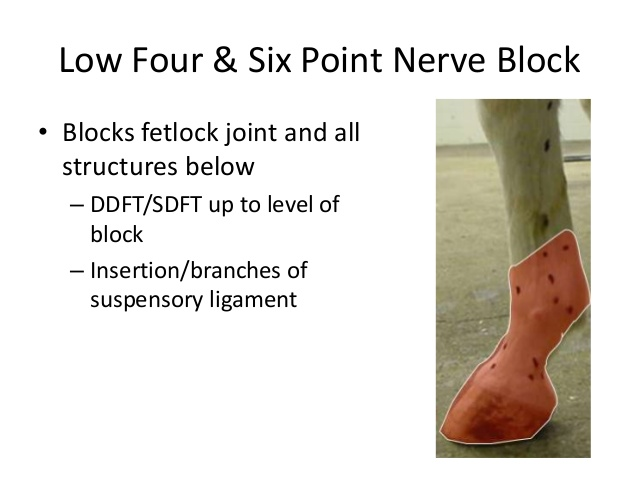 Low Four & Six Point Nerve Block
• Blocks fetlock joint and all
structures below
– DDFT/SDFT up to level of
block
– Insertion/branches of
suspensory ligament